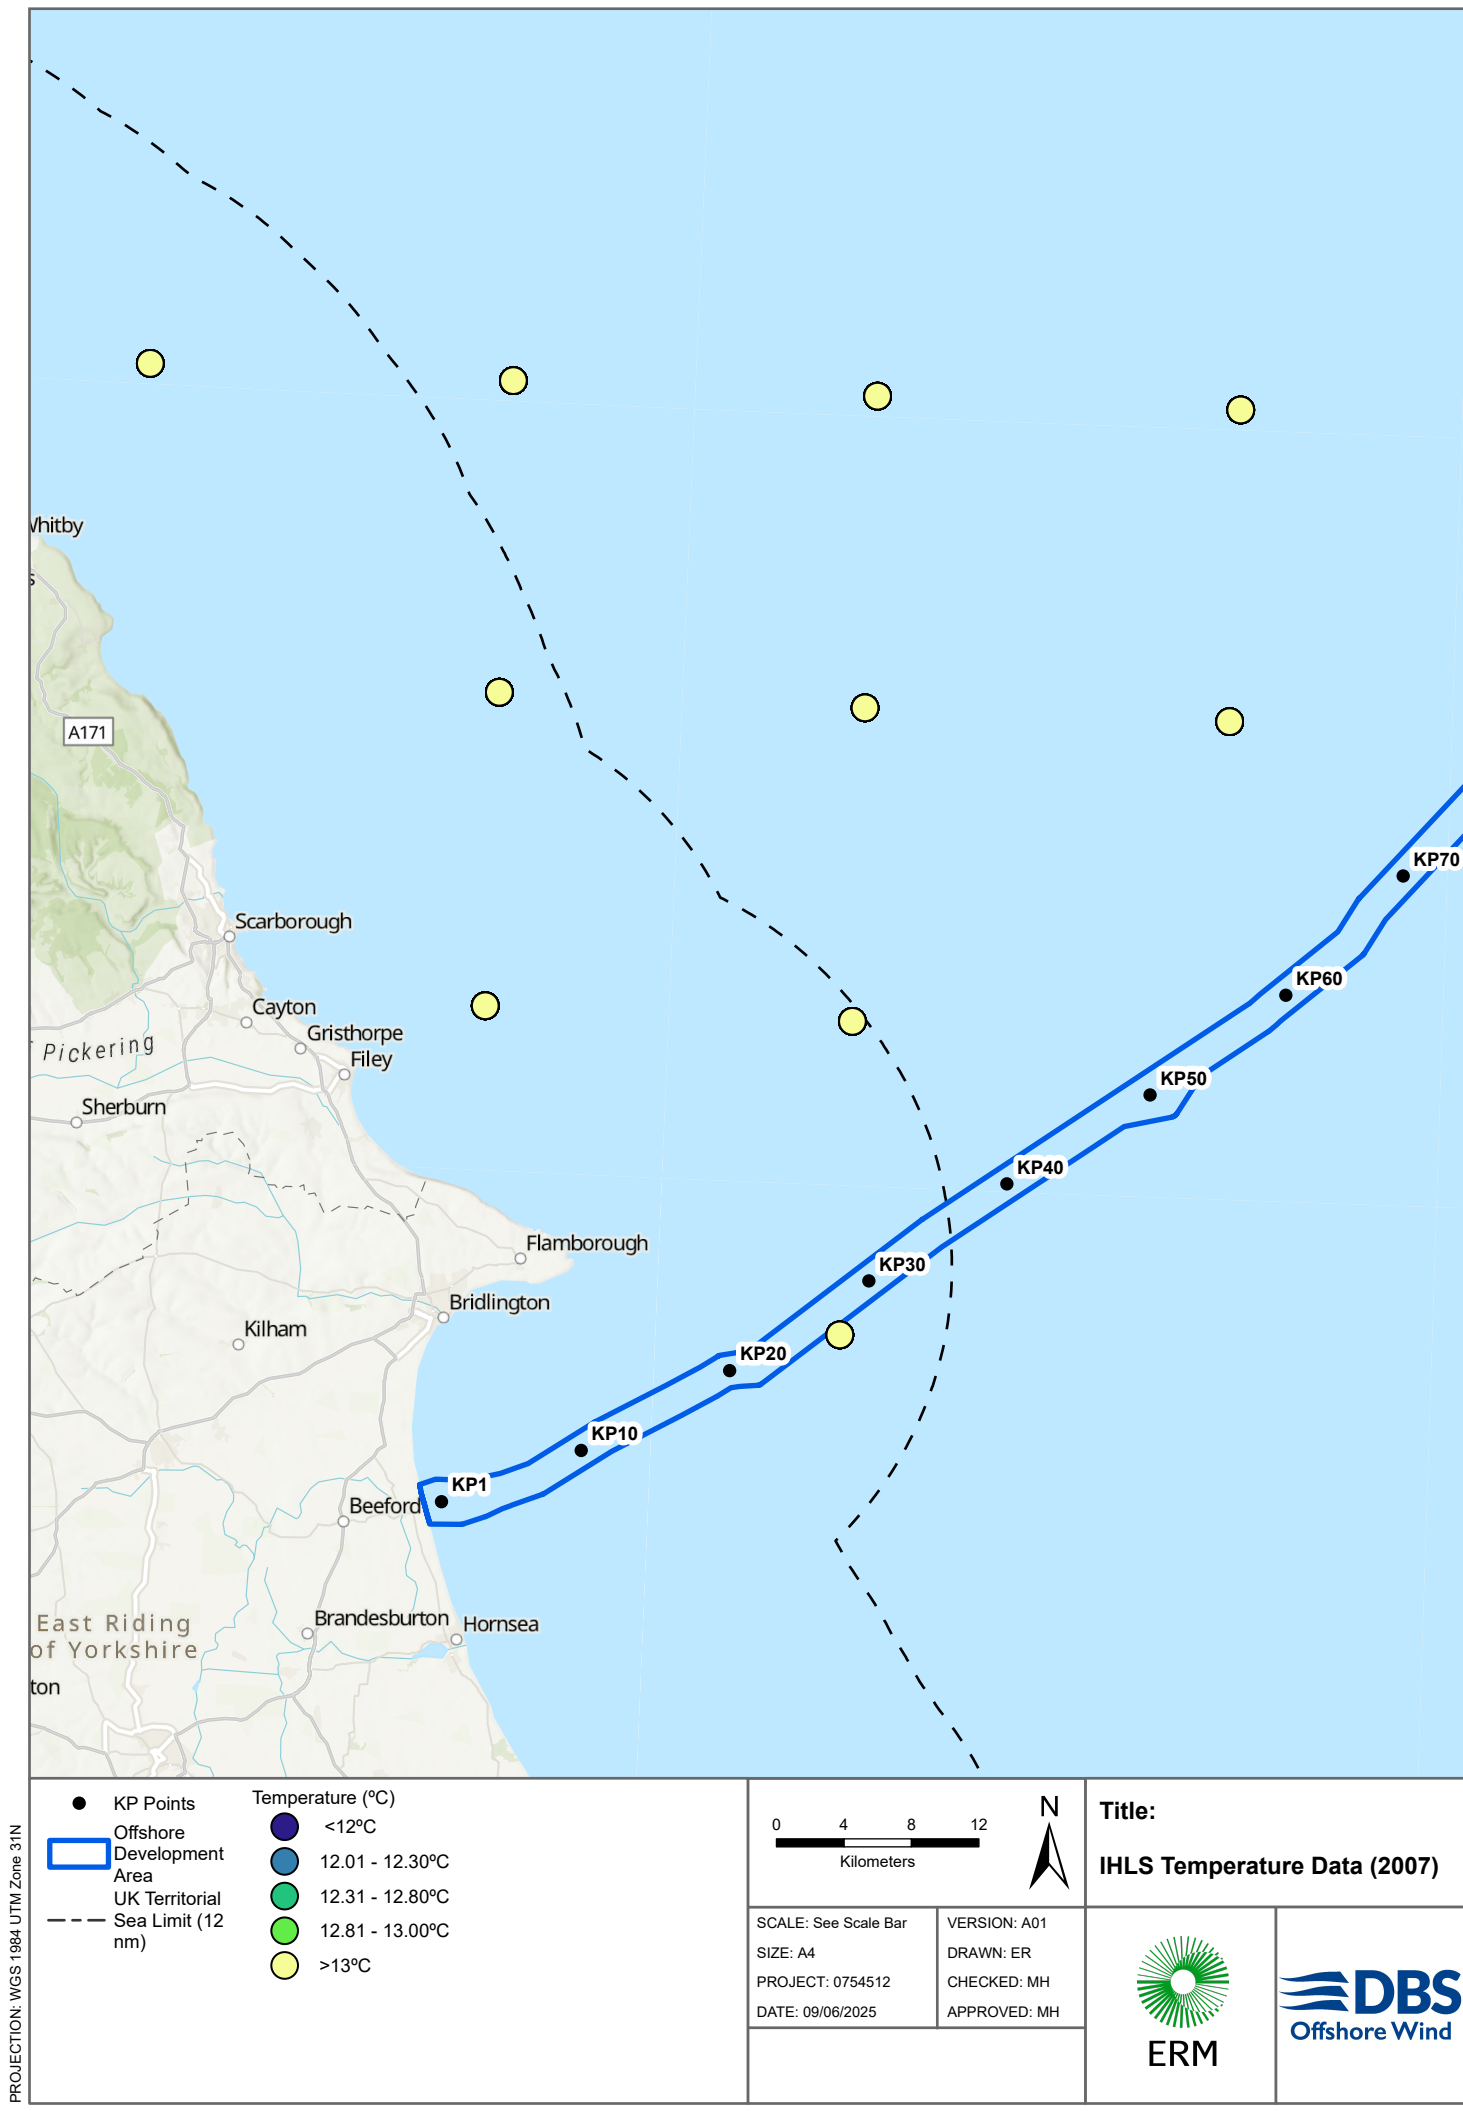 Whitby
s
A171
Scarborough
Cayton
Gristhorpe
Filey
Pickering
Sherburn
Flamborough
Bridlington
Kilham
Beeford
Brandesburton
Hornsea
East Riding
of Yorkshire
ton
KP70
KP60
KP50
KP40
KP30
KP20
KP10
KP1
PROJECTION: WGS 1984 UTM Zone 31N
KP Points
Offshore
Development
Area
UK Territorial
Sea Limit (12
nm)
Temperature (ºC)
<12ºC
12.01 - 12.30ºC
12.31 - 12.80ºC
12.81 - 13.00ºC
>13ºC
0 4 8 12
Kilometers
N
SCALE: See Scale Bar
SIZE: A4
PROJECT: 0754512
DATE: 09/06/2025
VERSION: A01
DRAWN: ER
CHECKED: MH
APPROVED: MH
Title:
IHLS Temperature Data (2007)
ERM
DBS
Offshore Wind